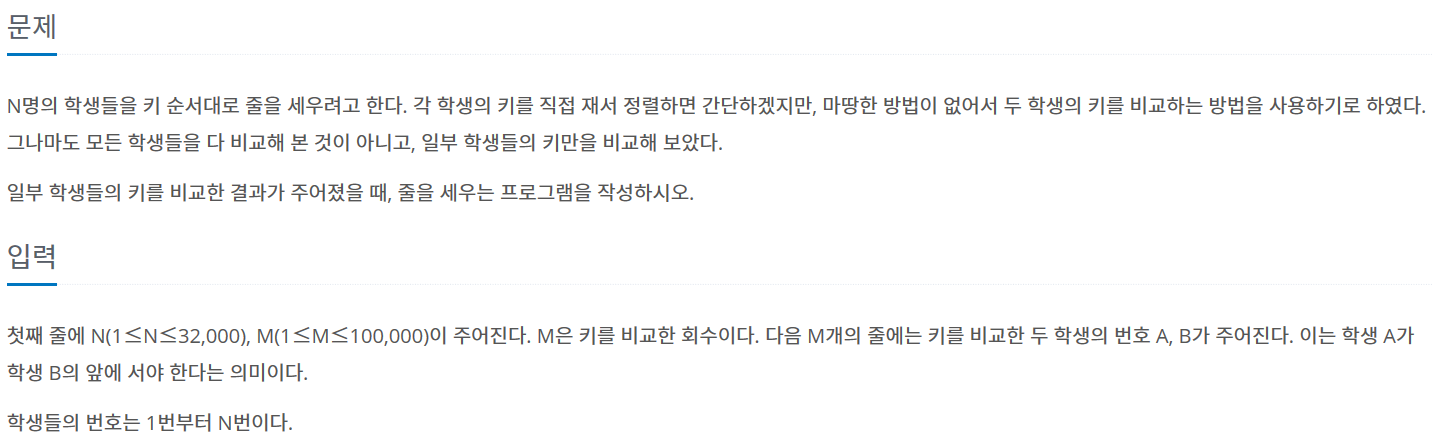 문제
N명의 학생들을 키 순서대로 줄을 세우려고 한다. 각 학생의 키를 직접 재서 정렬하면 간단하겠지만, 마땅한 방법이 없어서 두 학생의 키를 비교하는 방법을 사용하기로 하였다.
그나마도 모든 학생들을 다 비교해 본 것이 아니고, 일부 학생들의 키만을 비교해 보았다.
일부 학생들의 키를 비교한 결과가 주어졌을 때, 줄을 세우는 프로그램을 작성하시오.
입력
첫째 줄에 N(1≤N≤32,000), M(1≤M≤100,000)이 주어진다. M은 키를 비교한 회수이다. 다음 M개의 줄에는 키를 비교한 두 학생의 번호 A, B가 주어진다. 이는 학생 A가
학생 B의 앞에 서야 한다는 의미이다.
학생들의 번호는 1번부터 N번이다.